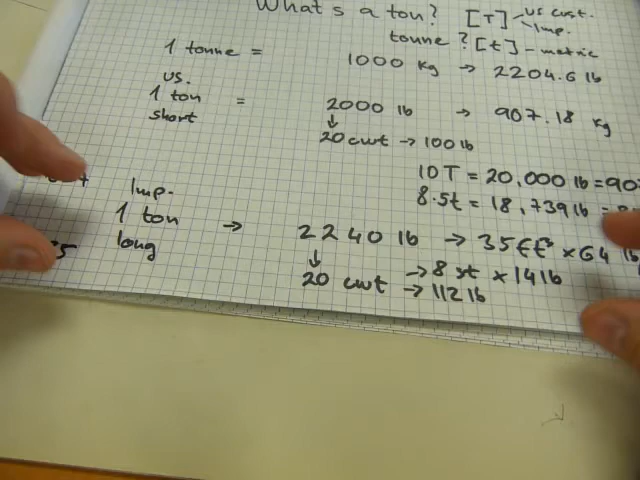 What's a ton? [T] us cust.
Imp.
tonne? [t] - metric
1 tonne = 1000 kg → 2204.6 lb
us.
1 ton = 2000 lb → 907.18 kg
short
20 cwt → 100 lb
10T = 20,000 lb = 90
8.5t = 18,739 lb =
Imp.
1 ton → 2240 lb → 35 × 64 lb
long
20 cwt → 8 st × 14 lb
→ 112 lb